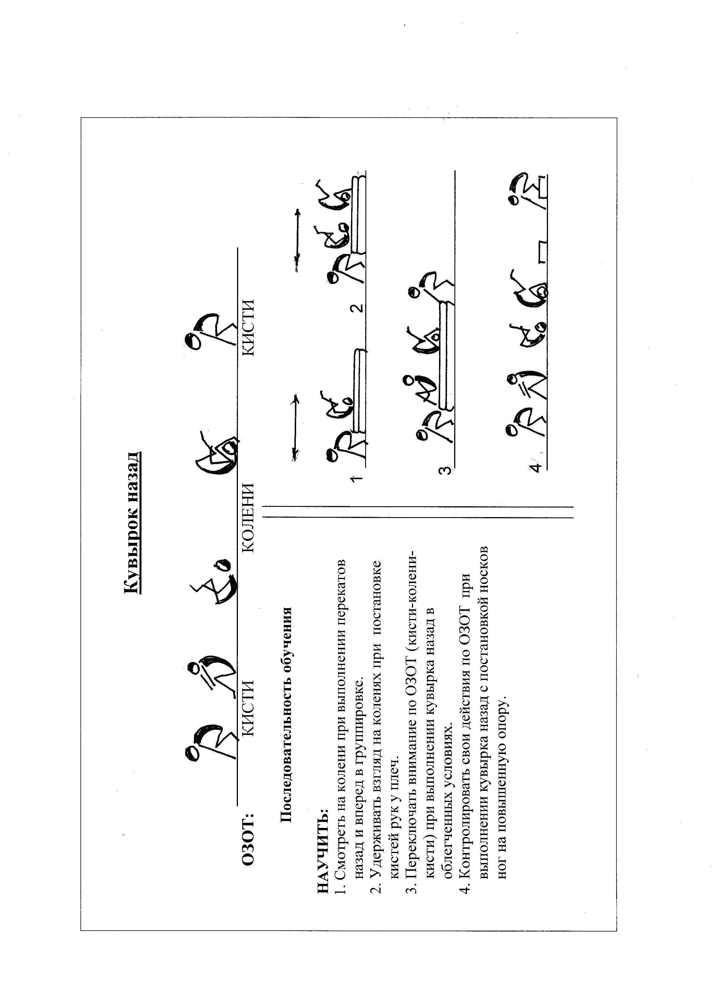 Кувырок назад
ОЗОТ: КИСТИ КОЛЕНИ КИСТИ
Последовательность обучения
НАУЧИТЬ:
1. Смотреть на колени при выполнении перекатов
назад и вперед в группировке.
2. Удерживать взгляд на коленях при постановке
кистей рук у плеч.
3. Переключать внимание по ОЗОТ (кисти-колени-
кисти) при выполнении кувырка назад в
облегченных условиях.
4. Контролировать свои действия по ОЗОТ при
выполнении кувырка назад с постановкой носков
ног на повышенную опору.
1 2
3
4